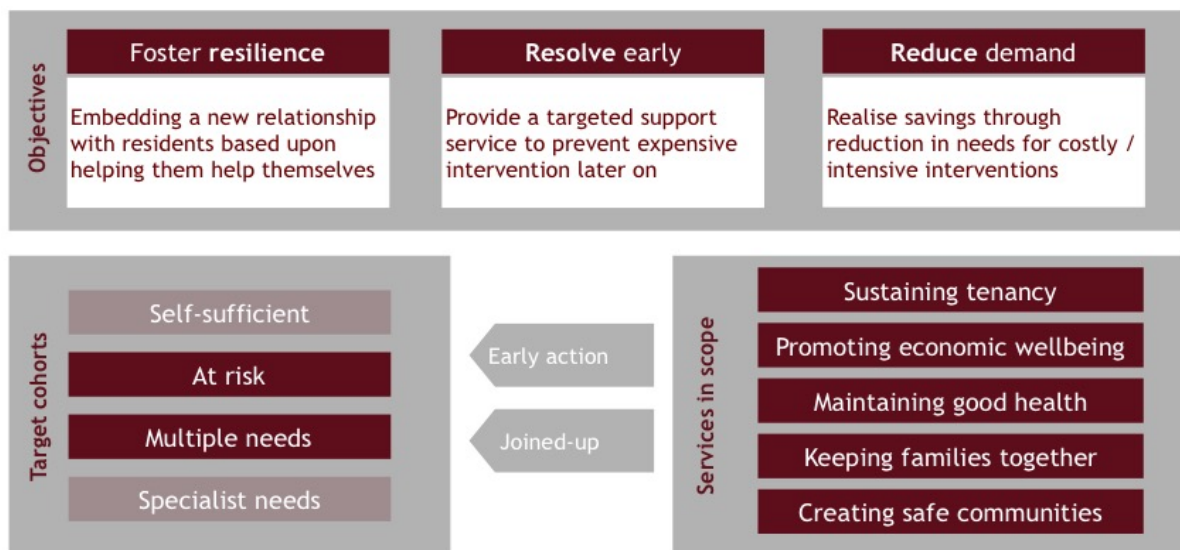 Objectives
Foster resilience
Embedding a new relationship
with residents based upon
helping them help themselves
Resolve early
Provide a targeted support
service to prevent expensive
intervention later on
Reduce demand
Realise savings through
reduction in needs for costly /
intensive interventions
Target cohorts
Self-sufficient
At risk
Multiple needs
Specialist needs
Early action
Joined-up
Services in scope
Sustaining tenancy
Promoting economic wellbeing
Maintaining good health
Keeping families together
Creating safe communities